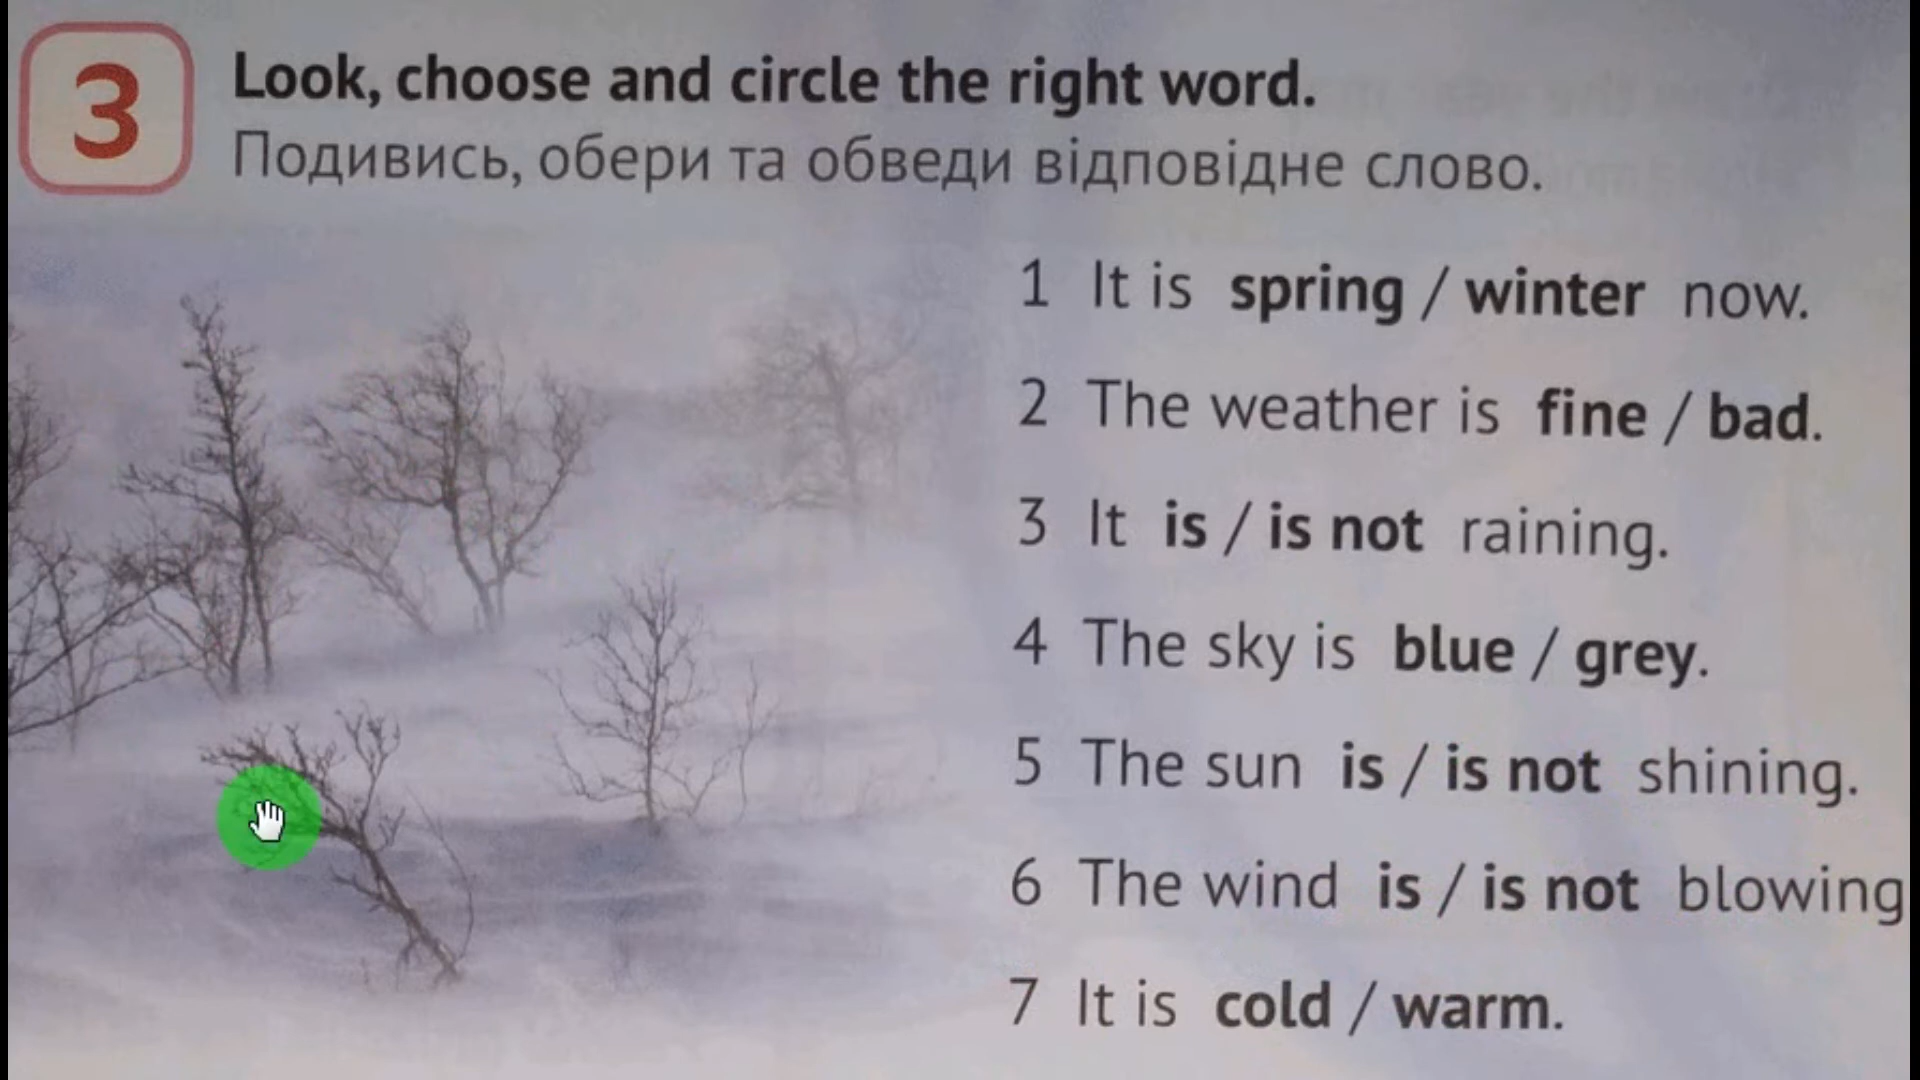 3
Look, choose and circle the right word.
Подивись, обери та обведи відповідне слово.
1 It is spring / winter now.
2 The weather is fine / bad.
3 It is / is not raining.
4 The sky is blue / grey.
5 The sun is / is not shining.
6 The wind is / is not blowing
7 It is cold / warm.